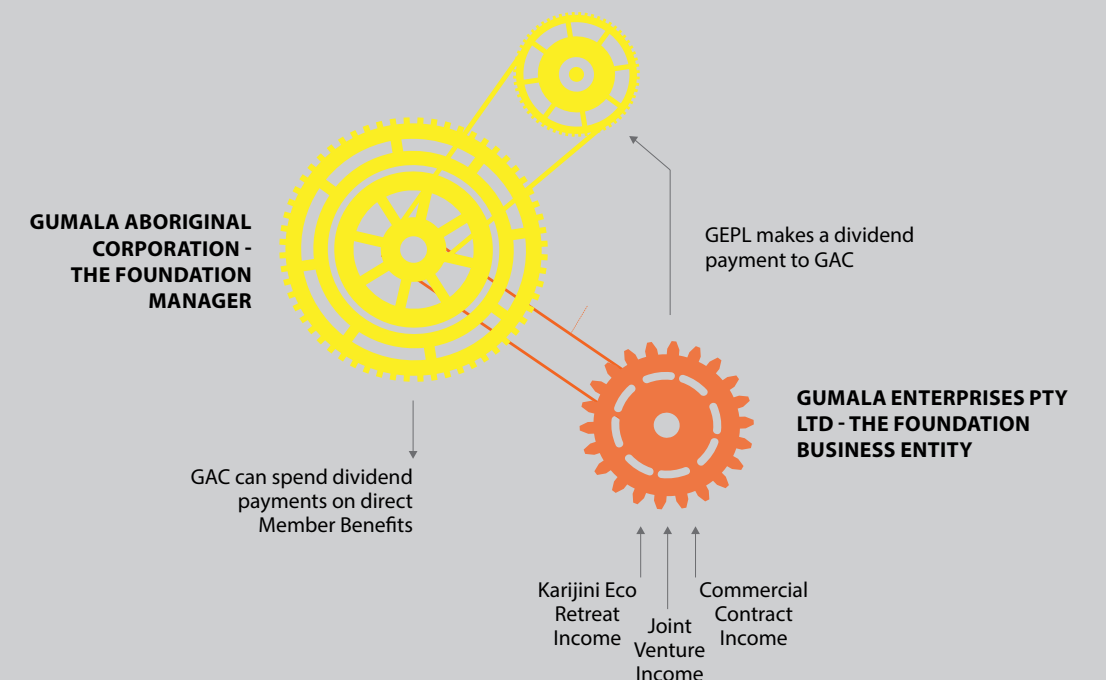 GUMALA ABORIGINAL
CORPORATION -
THE FOUNDATION
MANAGER
GEPL makes a dividend
payment to GAC
GUMALA ENTERPRISES PTY
LTD - THE FOUNDATION
BUSINESS ENTITY
GAC can spend dividend
payments on direct
Member Benefits
Karijini Eco
Retreat
Income
Joint
Venture
Income
Commercial
Contract
Income